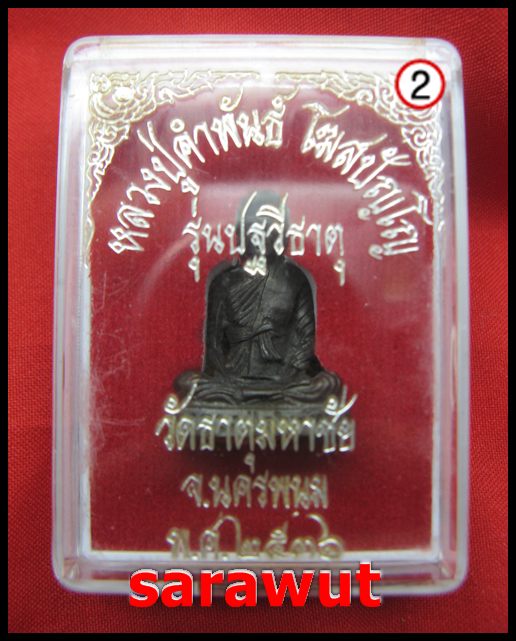 ②
หลวงปู่คำพันธ์ โฆสปัญโญ
รุ่นปฐวีธาตุ
วัดธาตุมหาชัย
จ.นครพนม
พ.ศ.๒๕๓๖
sarawut